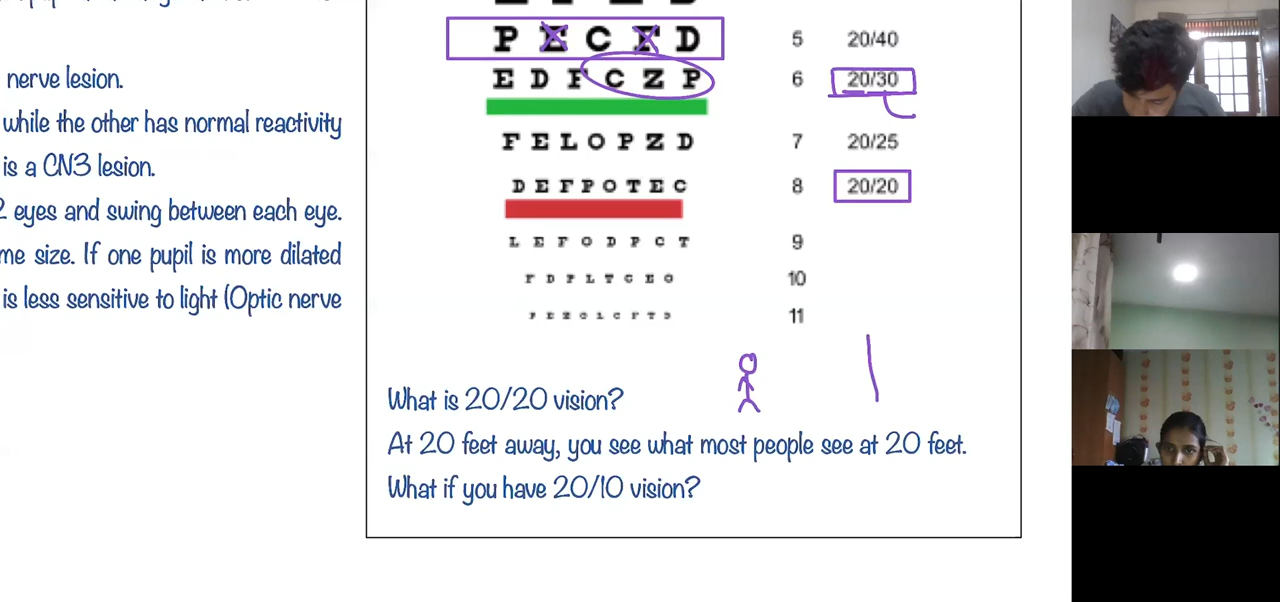 nerve lesion.
while the other has normal reactivity
is a CN3 lesion.
2 eyes and swing between each eye.
me size. If one pupil is more dilated
is less sensitive to light (Optic nerve
P E C F D 5 20/40
E D F C Z P 6 20/30
F E L O P Z D 7 20/25
D E F P O T E C 8 20/20
L E F O D P C T 9
F D P L T C E O 10
P E Z O L C F T D 11
What is 20/20 vision?
At 20 feet away, you see what most people see at 20 feet.
What if you have 20/10 vision?